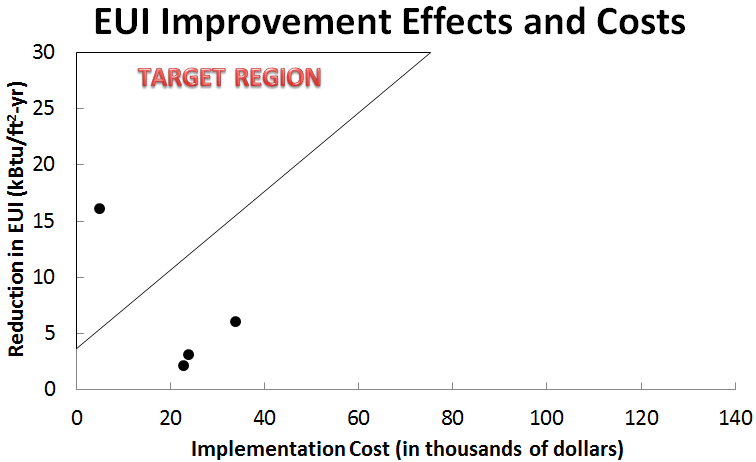 EUI Improvement Effects and Costs
TARGET REGION
Reduction in EUI (kBtu/ft²-yr)
30
25
20
15
10
5
0
0 20 40 60 80 100 120 140
Implementation Cost (in thousands of dollars)